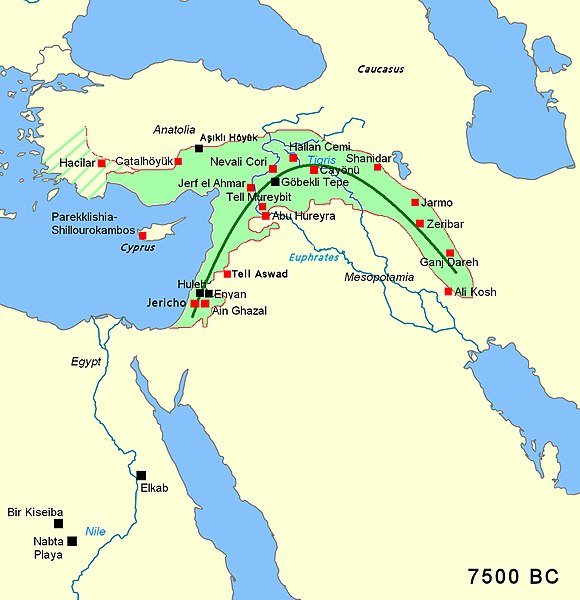 Caucasus
Anatolia
Aşıklı Höyük
Hallan Cemi
Tigris
Shanidar
Hacilar
Çatalhöyük
Nevali Cori
Çayönü
Jerf el Ahmar
Göbekli Tepe
Tell Mureybit
Jarmo
Abu Hureyra
Zeribar
Parekklishia-
Shillourokambos
Cyprus
Euphrates
Ganj Dareh
Tell Aswad
Mesopotamia
Huleh
Enyan
Ali Kosh
Jericho
Ain Ghazal
Egypt
Elkab
Bir Kiseiba
Nile
Nabta
Playa
7500 BC